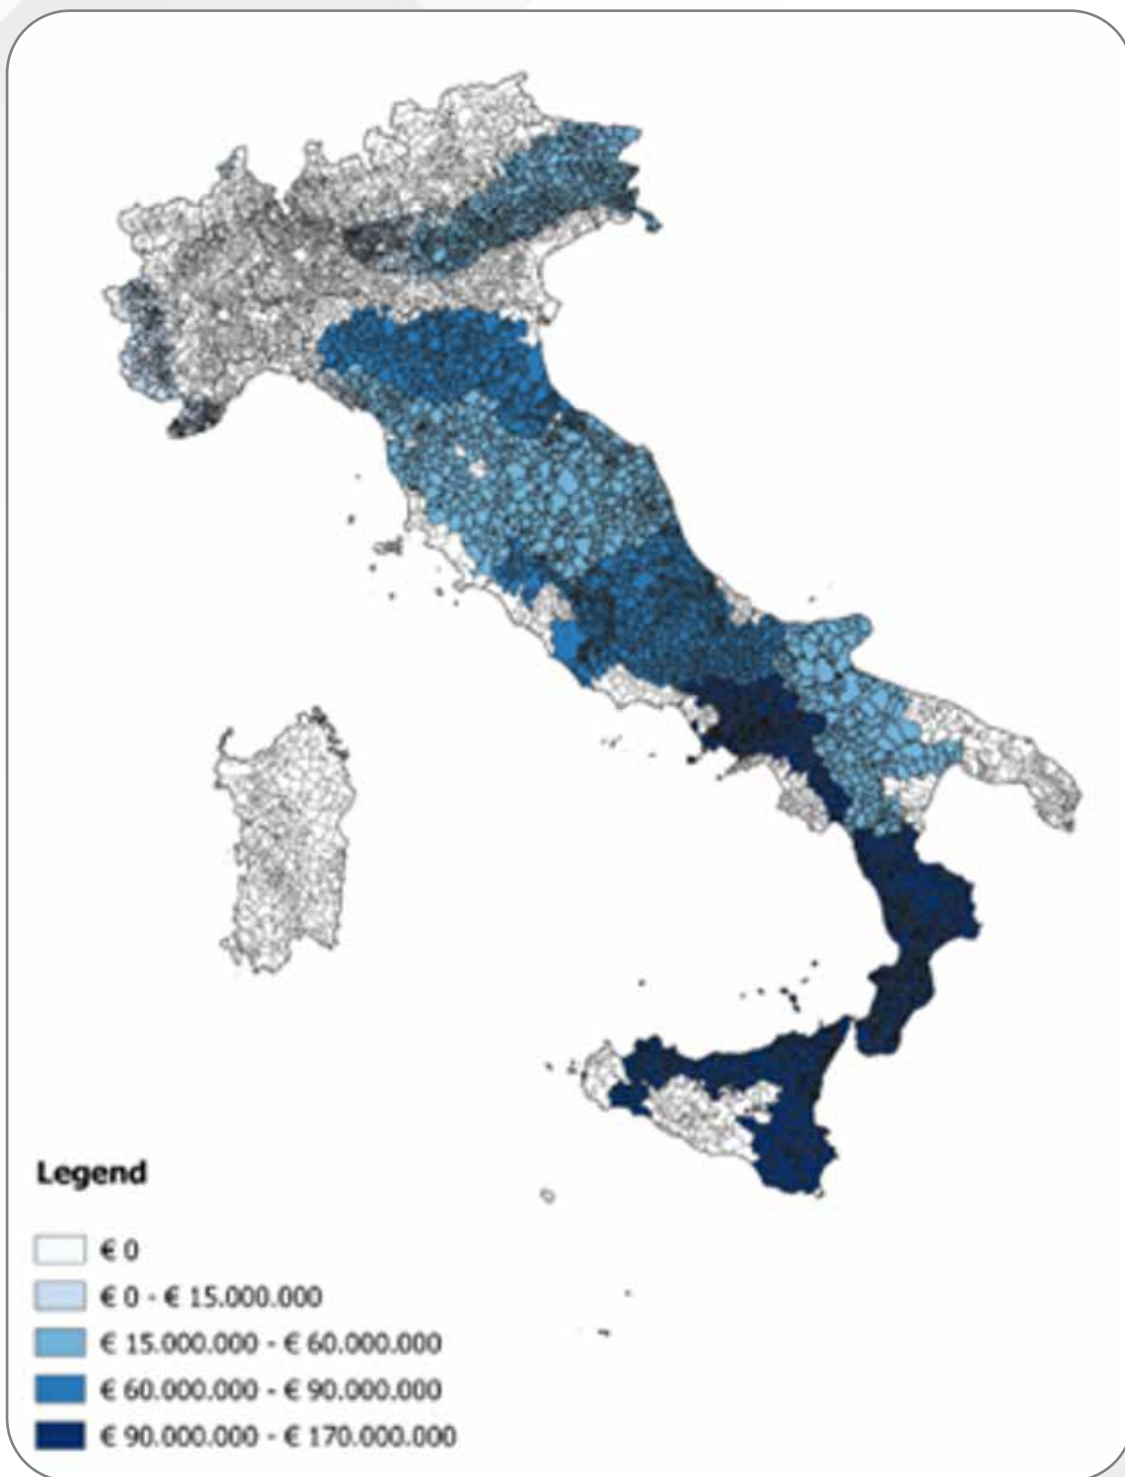 Legend
€ 0
€ 0 - € 15.000.000
€ 15.000.000 - € 60.000.000
€ 60.000.000 - € 90.000.000
€ 90.000.000 - € 170.000.000